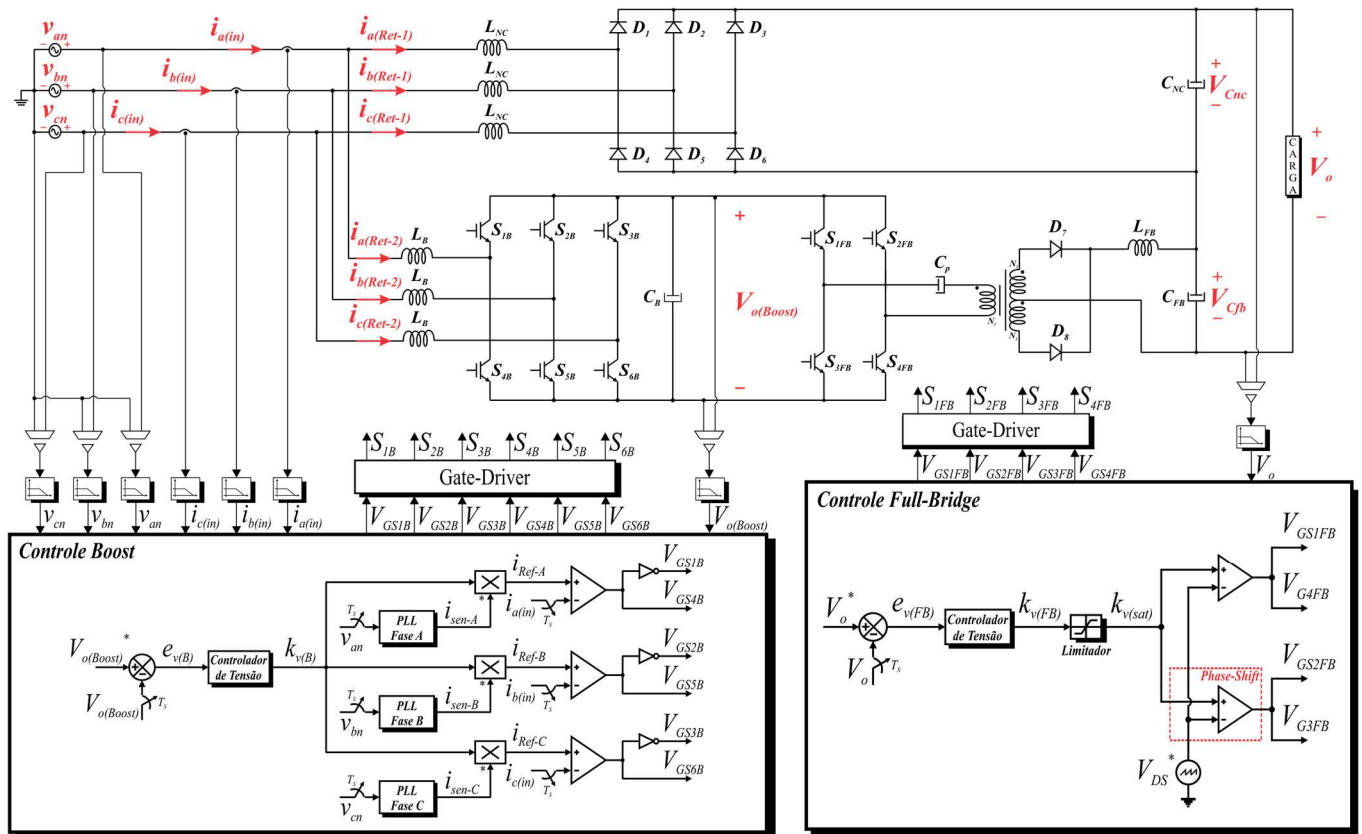 v_an
i_a(in)
i_a(Ret-1)
L_NC
D_1
D_2
D_3
v_bn
i_b(in)
i_b(Ret-1)
L_NC
v_cn
i_c(in)
i_c(Ret-1)
L_NC
C_NC
+
V_Cnc
−
D_4
D_5
D_6
CARGA
+
V_o
−
i_a(Ret-2)
L_B
S_1B
S_2B
S_3B
i_b(Ret-2)
L_B
i_c(Ret-2)
L_B
C_B
+
V_o(Boost)
−
S_4B
S_5B
S_6B
S_1FB
S_2FB
C_p
S_3FB
S_4FB
D_7
D_8
L_FB
C_FB
+
V_Cfb
−
S_1B
S_2B
S_3B
S_4B
S_5B
S_6B
Gate-Driver
V_GS1B
V_GS2B
V_GS3B
V_GS4B
V_GS5B
V_GS6B
V_o(Boost)
S_1FB
S_2FB
S_3FB
S_4FB
Gate-Driver
V_GS1FB
V_GS2FB
V_GS3FB
V_GS4FB
V_o
v_cn
v_bn
v_an
i_c(in)
i_b(in)
i_a(in)
Controle Boost
V_o(Boost)*
e_v(B)
Controlador
de Tensão
k_v(B)
V_o(Boost)
T_s
T_s
v_an
PLL
Fase A
i_sen-A
*
i_Ref-A
i_a(in)
T_s
V_GS1B
V_GS4B
T_s
v_bn
PLL
Fase B
i_sen-B
*
i_Ref-B
i_b(in)
T_s
V_GS2B
V_GS5B
T_s
v_cn
PLL
Fase C
i_sen-C
*
i_Ref-C
i_c(in)
T_s
V_GS3B
V_GS6B
Controle Full-Bridge
V_o*
e_v(FB)
Controlador
de Tensão
k_v(FB)
Limitador
k_v(sat)
V_o
T_s
V_GS1FB
V_G4FB
Phase-Shift
V_GS2FB
V_G3FB
V_DS*